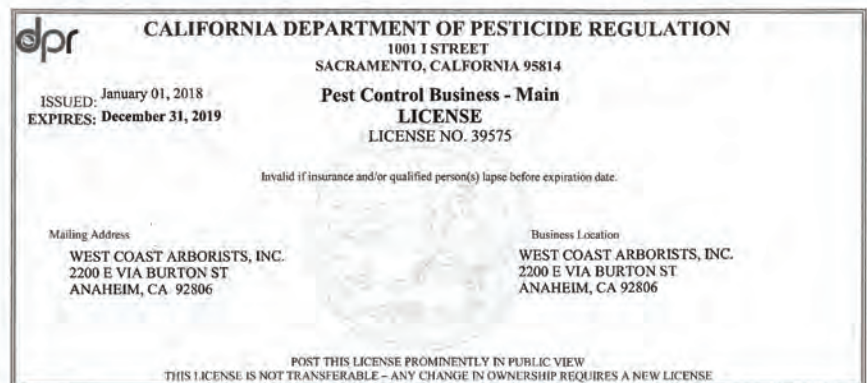 dpr
CALIFORNIA DEPARTMENT OF PESTICIDE REGULATION
1001 I STREET
SACRAMENTO, CALFORNIA 95814
ISSUED: January 01, 2018
EXPIRES: December 31, 2019
Pest Control Business - Main
LICENSE
LICENSE NO. 39575
Invalid if insurance and/or qualified person(s) lapse before expiration date.
Mailing Address
WEST COAST ARBORISTS, INC.
2200 E VIA BURTON ST
ANAHEIM, CA 92806
Business Location
WEST COAST ARBORISTS, INC.
2200 E VIA BURTON ST
ANAHEIM, CA 92806
POST THIS LICENSE PROMINENTLY IN PUBLIC VIEW
THIS LICENSE IS NOT TRANSFERABLE – ANY CHANGE IN OWNERSHIP REQUIRES A NEW LICENSE